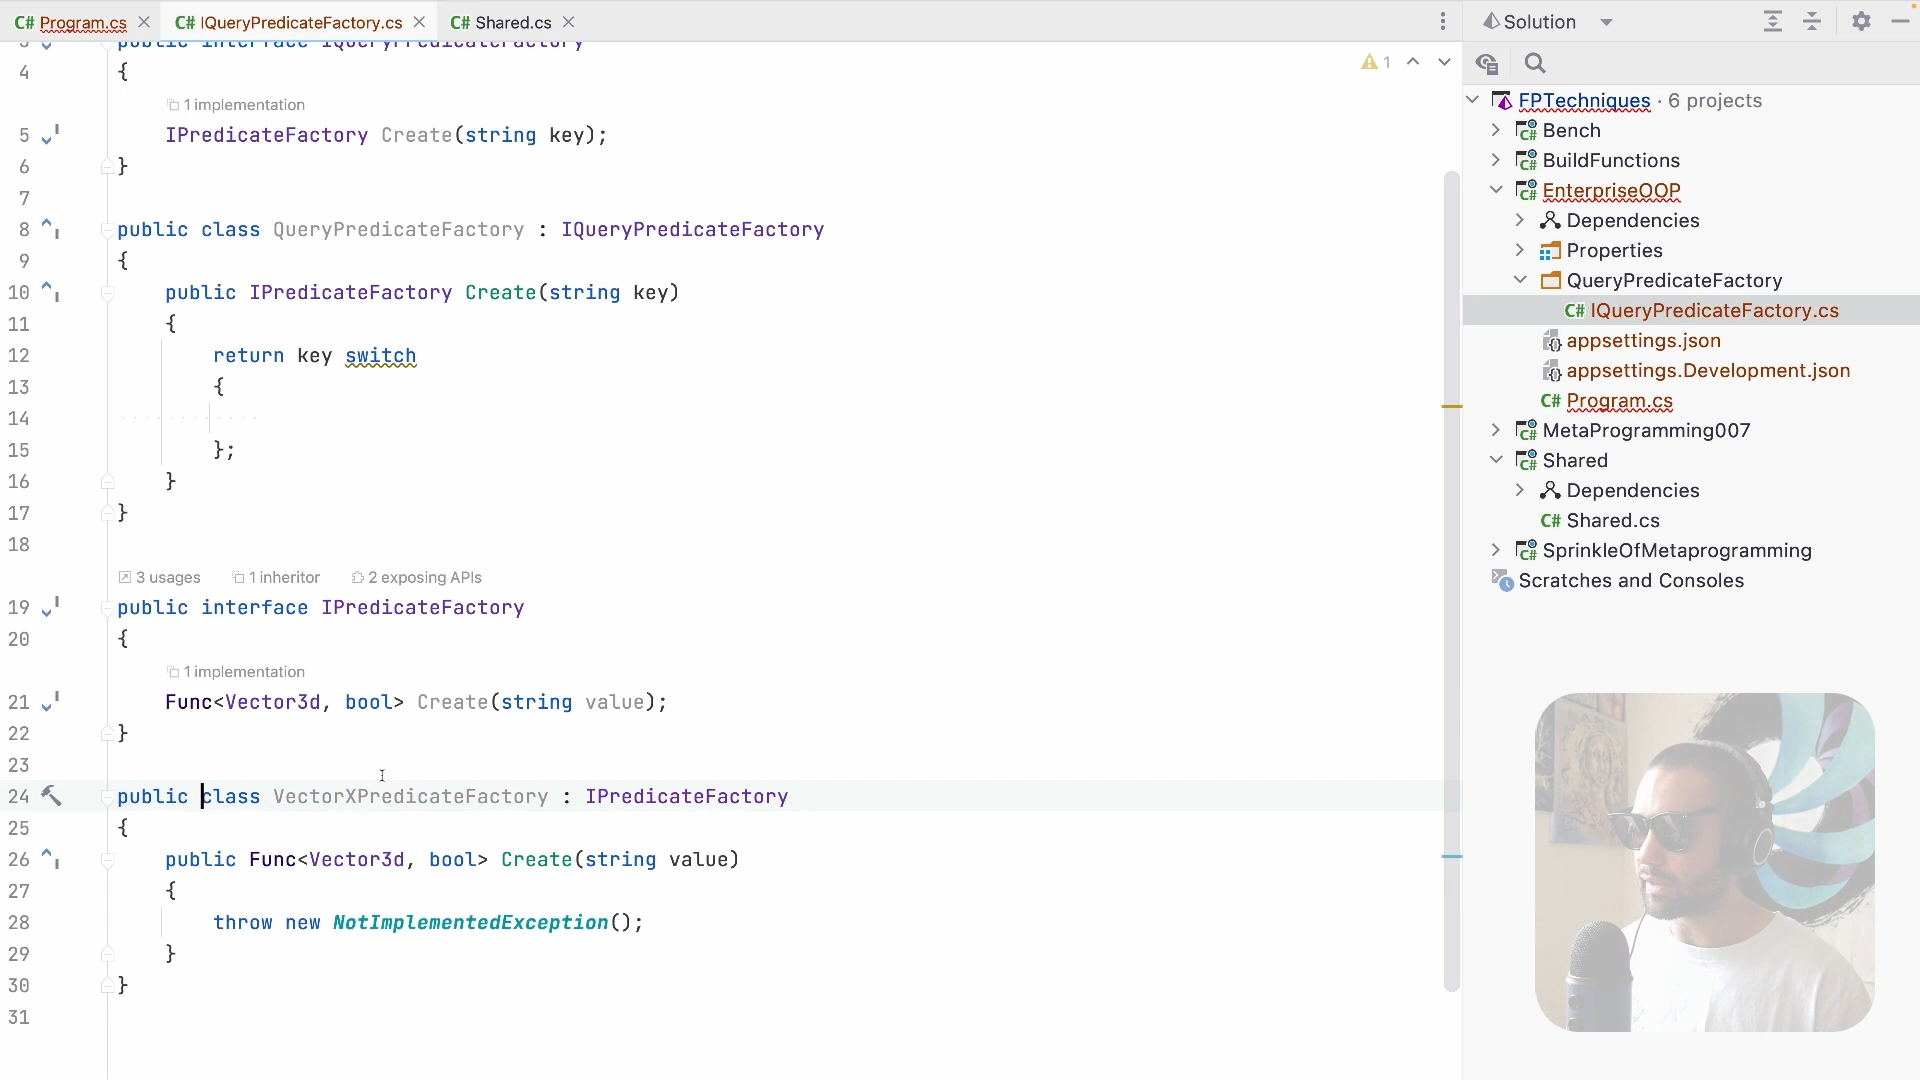 C# Program.cs
C# IQueryPredicateFactory.cs
C# Shared.cs
Solution
1
3 public interface IQueryPredicateFactory
4 {
1 implementation
5 IPredicateFactory Create(string key);
6 }
7
8 public class QueryPredicateFactory : IQueryPredicateFactory
9 {
10 public IPredicateFactory Create(string key)
11 {
12 return key switch
13 {
14
15 };
16 }
17 }
18
3 usages 1 inheritor 2 exposing APIs
19 public interface IPredicateFactory
20 {
1 implementation
21 Func<Vector3d, bool> Create(string value);
22 }
23
24 public class VectorXPredicateFactory : IPredicateFactory
25 {
26 public Func<Vector3d, bool> Create(string value)
27 {
28 throw new NotImplementedException();
29 }
30 }
31
FPTechniques · 6 projects
C# Bench
C# BuildFunctions
C# EnterpriseOOP
Dependencies
Properties
QueryPredicateFactory
C# IQueryPredicateFactory.cs
appsettings.json
appsettings.Development.json
C# Program.cs
C# MetaProgramming007
C# Shared
Dependencies
C# Shared.cs
C# SprinkleOfMetaprogramming
Scratches and Consoles